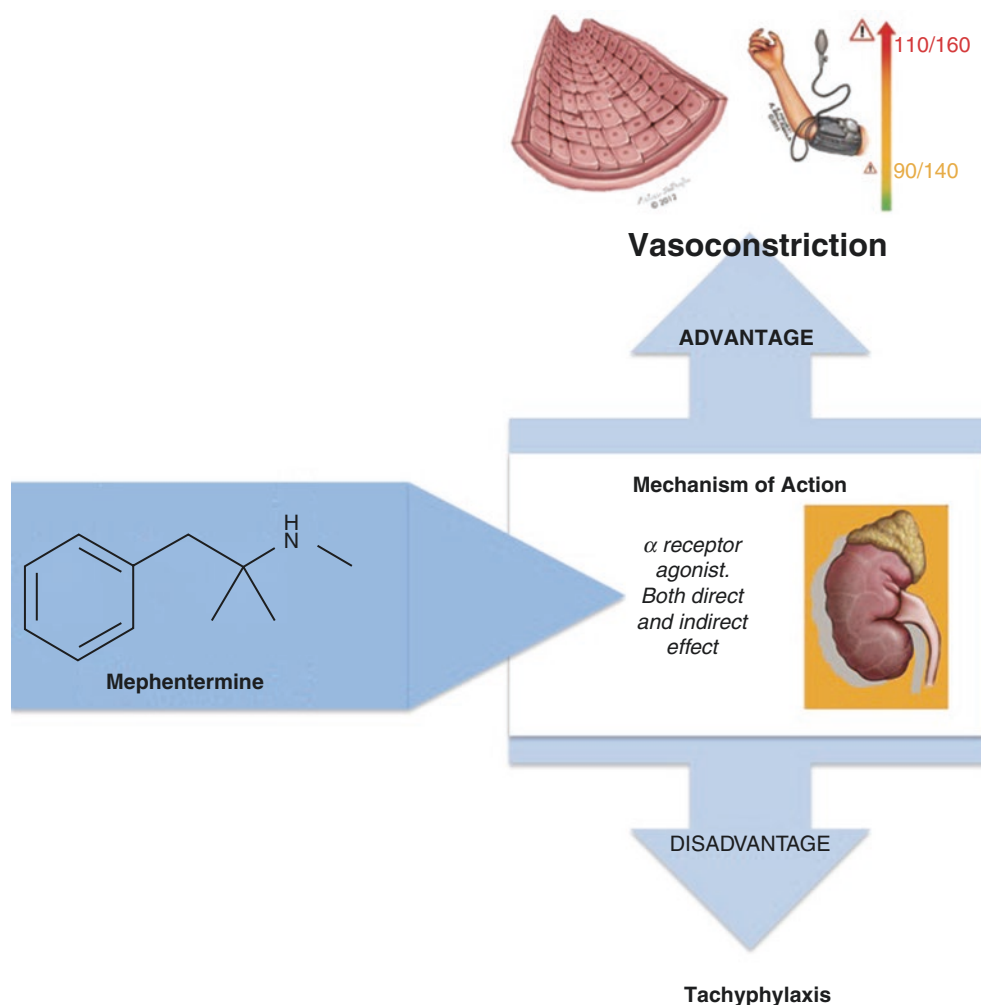 110/160
90/140
© 2012
Vasoconstriction
ADVANTAGE
Mechanism of Action
α receptor
agonist.
Both direct
and indirect
effect
H
N
Mephentermine
DISADVANTAGE
Tachyphylaxis